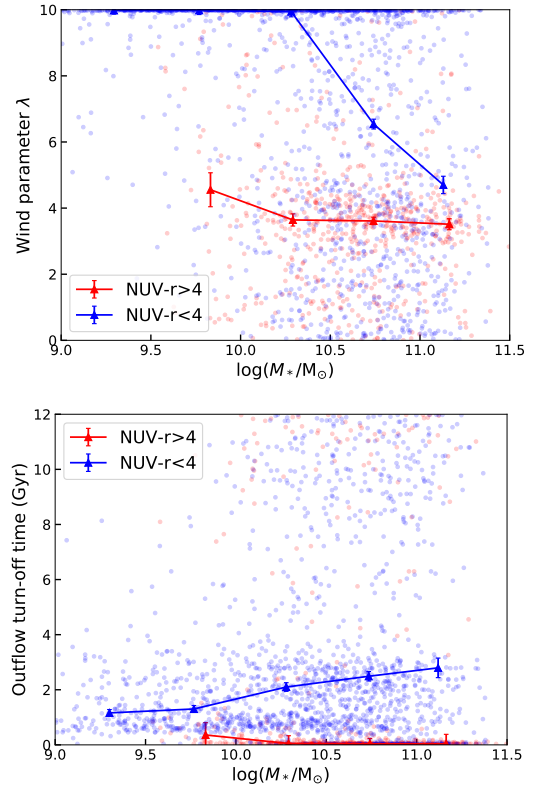 10
8
6
4
2
0
Wind parameter λ
NUV-r>4
NUV-r<4
9.0 9.5 10.0 10.5 11.0 11.5
log(M*/M⊙)
12
10
8
6
4
2
0
Outflow turn-off time (Gyr)
NUV-r>4
NUV-r<4
9.0 9.5 10.0 10.5 11.0 11.5
log(M*/M⊙)